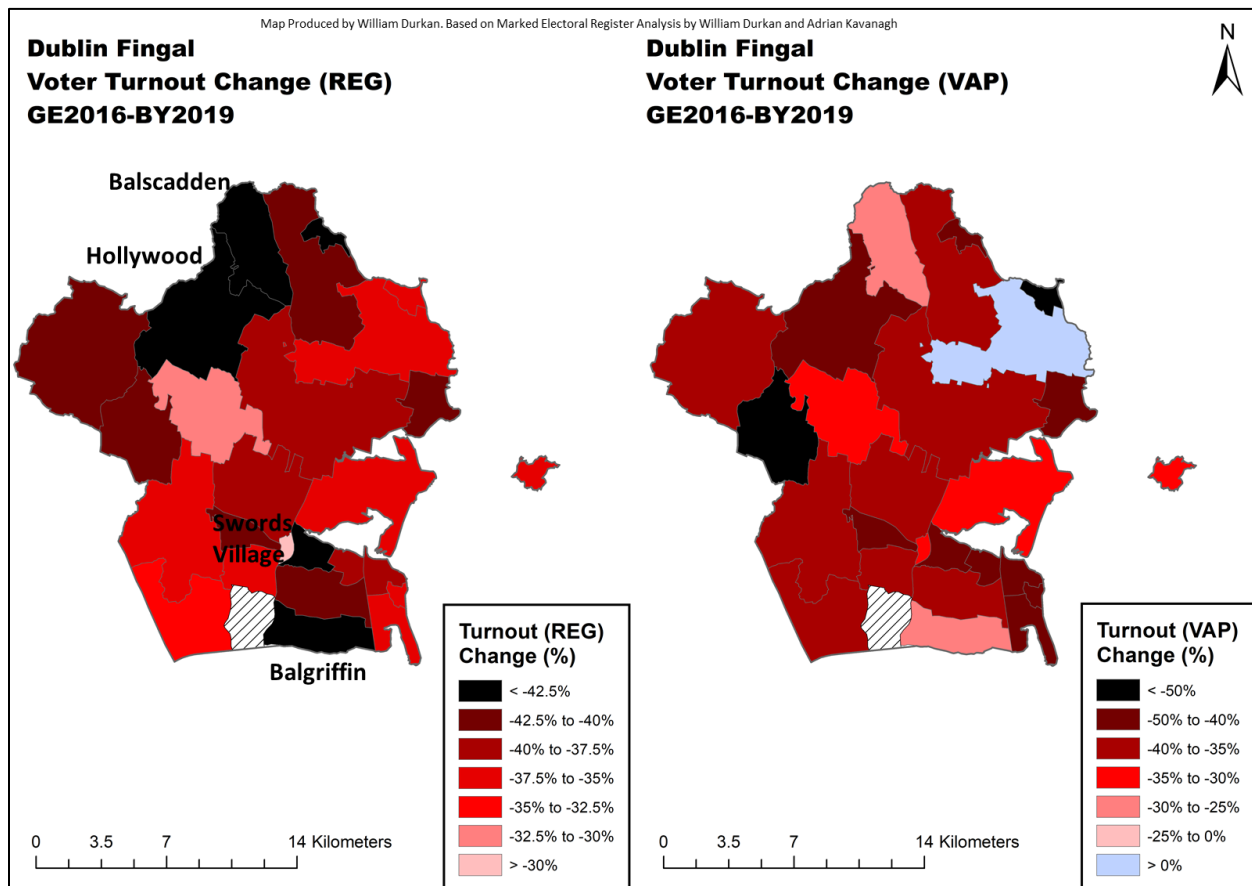 Map Produced by William Durkan. Based on Marked Electoral Register Analysis by William Durkan and Adrian Kavanagh
Dublin Fingal
Voter Turnout Change (REG)
GE2016-BY2019
Dublin Fingal
Voter Turnout Change (VAP)
GE2016-BY2019
N
Balscadden
Hollywood
Swords
Village
Balgriffin
Turnout (REG)
Change (%)
< -42.5%
-42.5% to -40%
-40% to -37.5%
-37.5% to -35%
-35% to -32.5%
-32.5% to -30%
> -30%
0 3.5 7 14 Kilometers
Turnout (VAP)
Change (%)
< -50%
-50% to -40%
-40% to -35%
-35% to -30%
-30% to -25%
-25% to 0%
> 0%
0 3.5 7 14 Kilometers